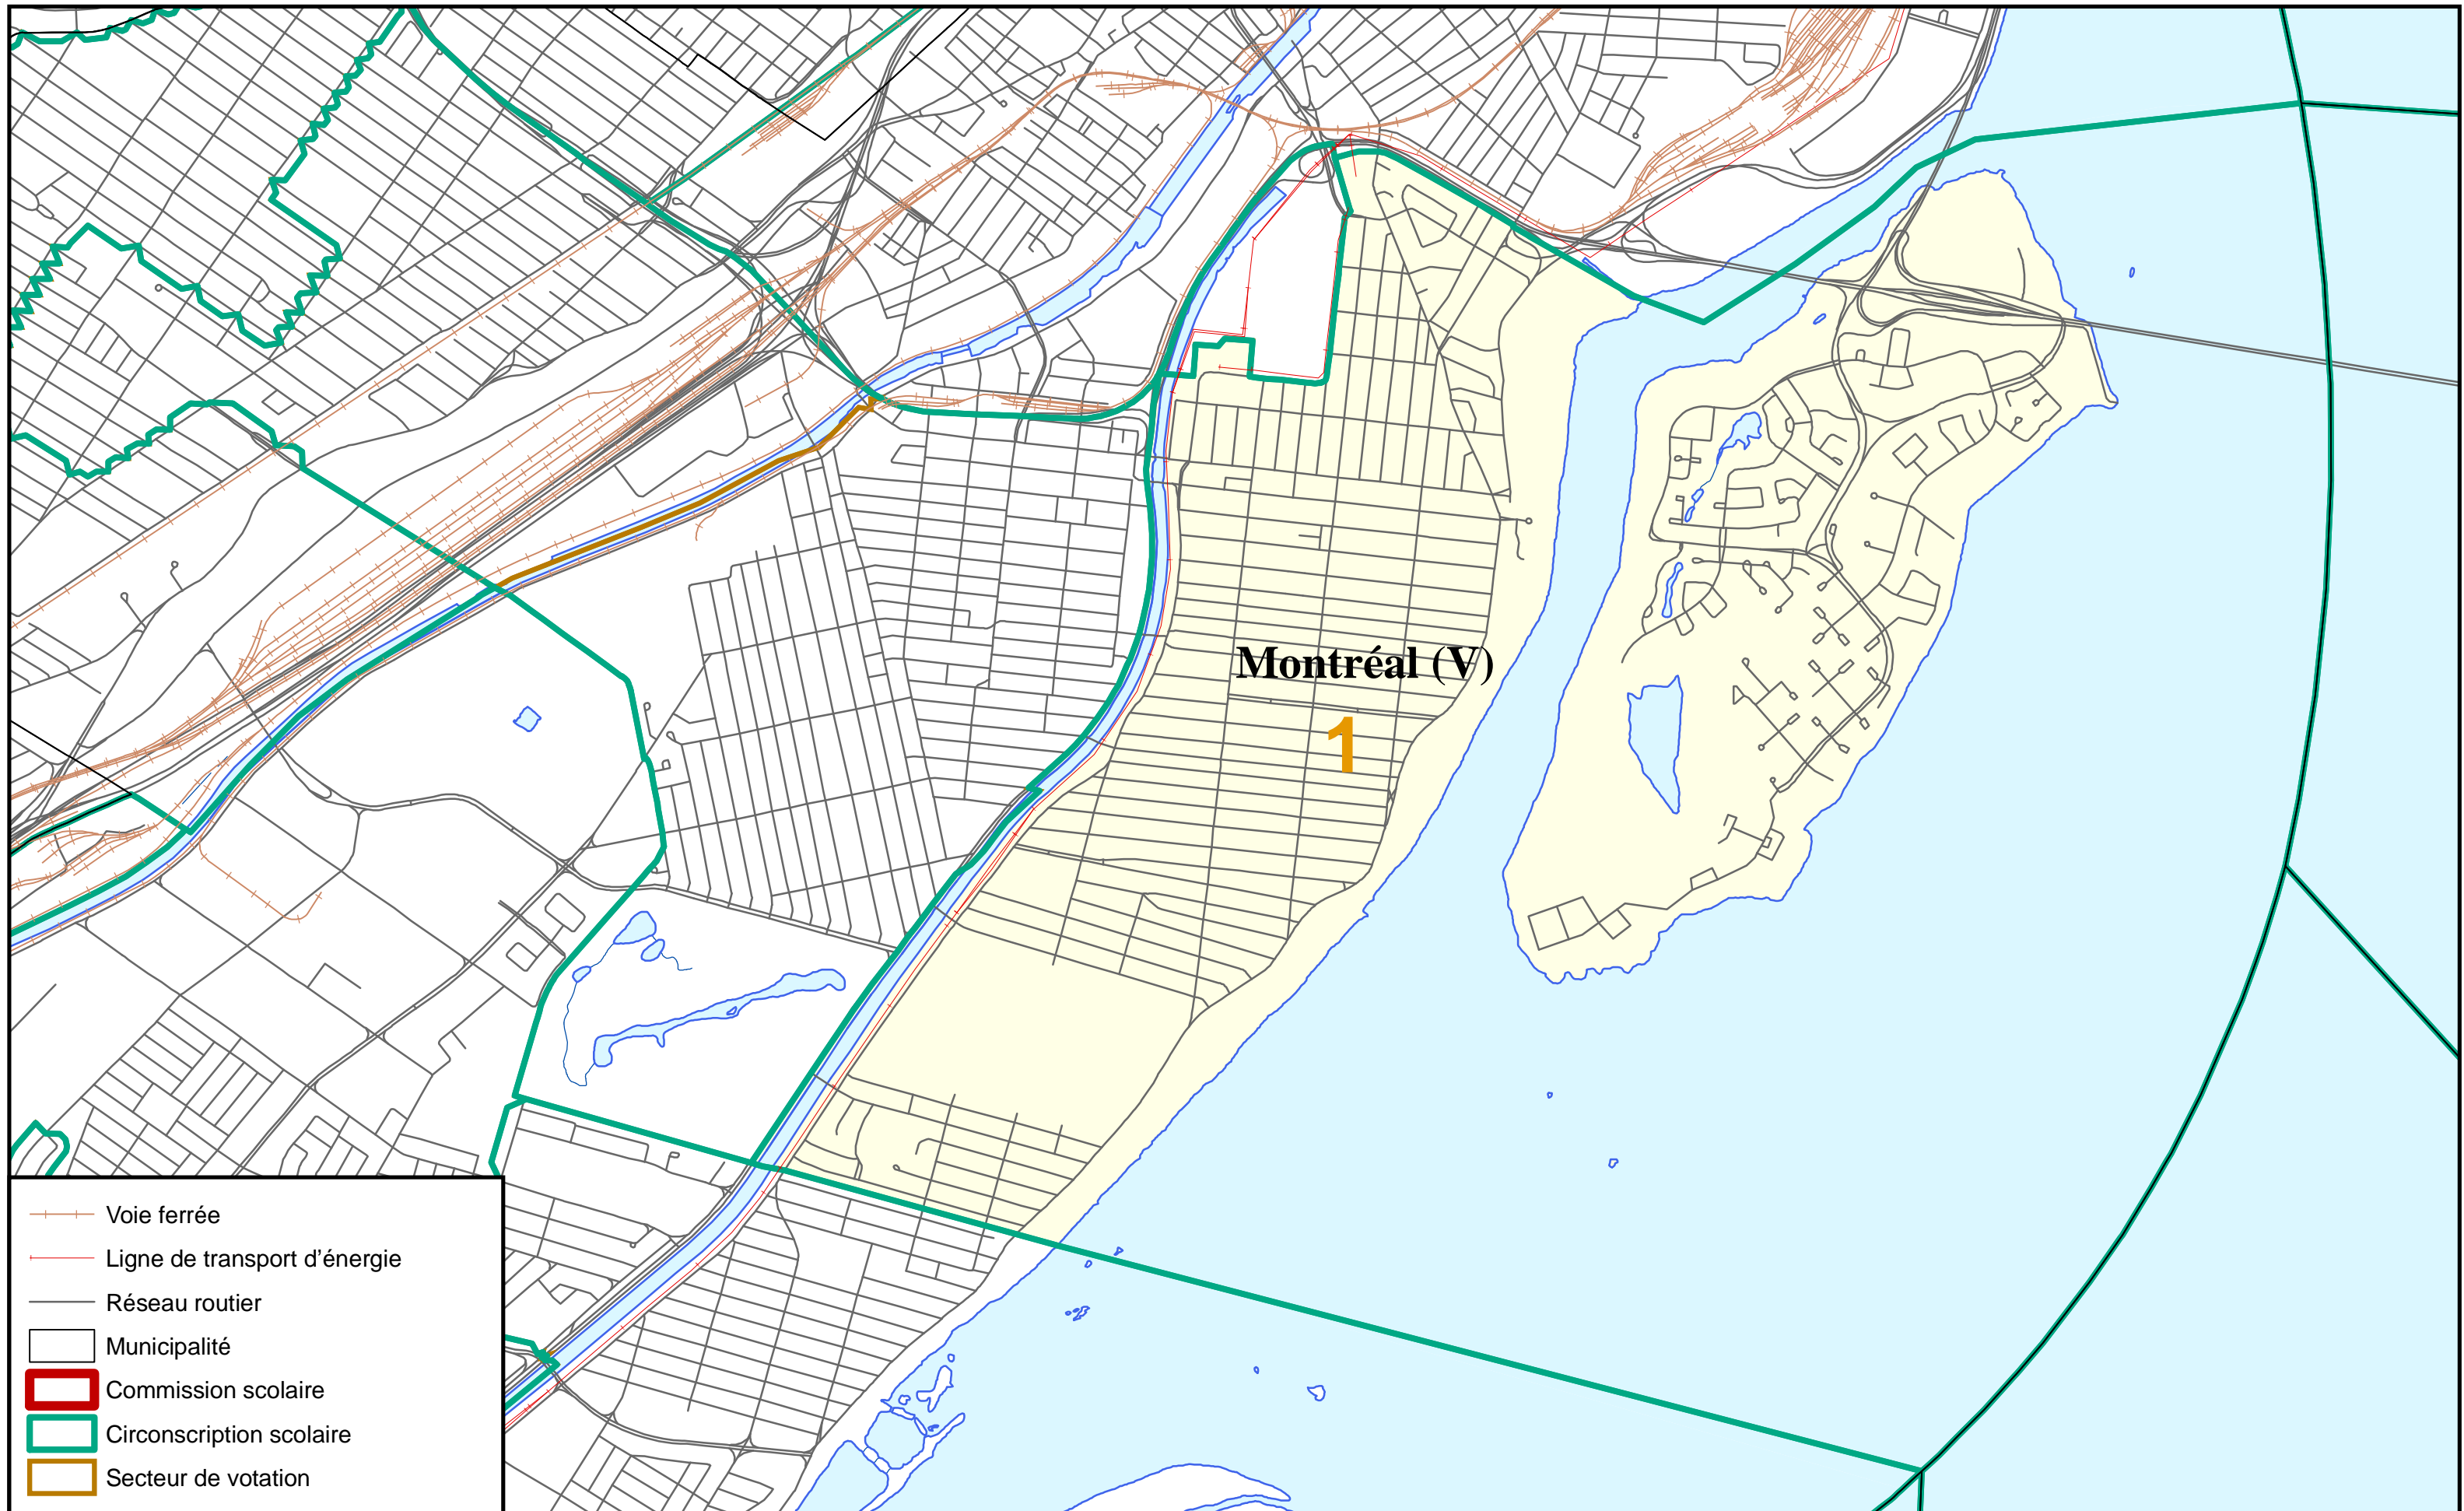 Montréal (V)
1
Voie ferrée
Ligne de transport d'énergie
Réseau routier
Municipalité
Commission scolaire
Circonscription scolaire
Secteur de votation